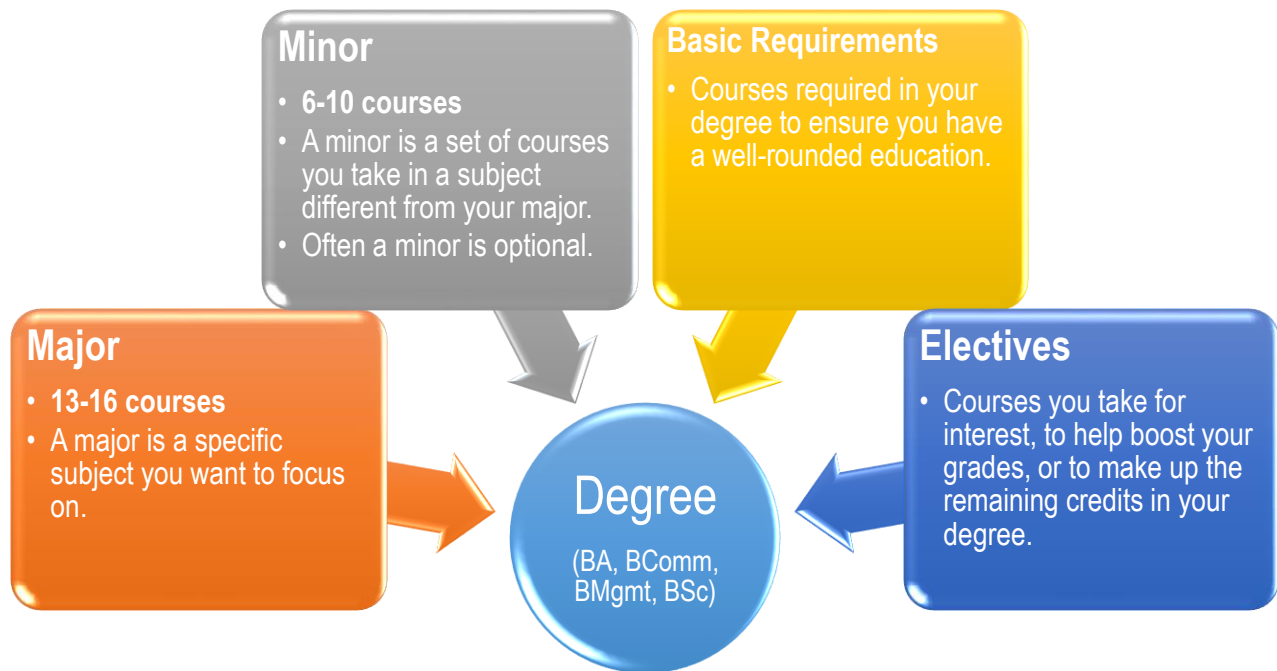 Minor
• 6-10 courses
• A minor is a set of courses
you take in a subject
different from your major.
• Often a minor is optional.
Basic Requirements
• Courses required in your
degree to ensure you have
a well-rounded education.
Major
• 13-16 courses
• A major is a specific
subject you want to focus
on.
Electives
• Courses you take for
interest, to help boost your
grades, or to make up the
remaining credits in your
degree.
Degree
(BA, BComm,
BMgmt, BSc)